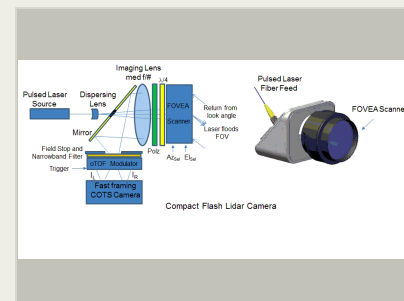 Imaging Lens
med f/#
λ/4
Pulsed Laser
Source
Dispersing
Lens
FOVEA
Scanner
Return from
look angle
Laser floods
FOV
Mirror
Polz
Az
El
Field Stop and
Narrowband Filter
oTOF Modulator
Trigger
I
I R
Fast framing
COTS Camera
Pulsed Laser
Fiber Feed
FOVEA Scanner
Compact Flash Lidar Camera